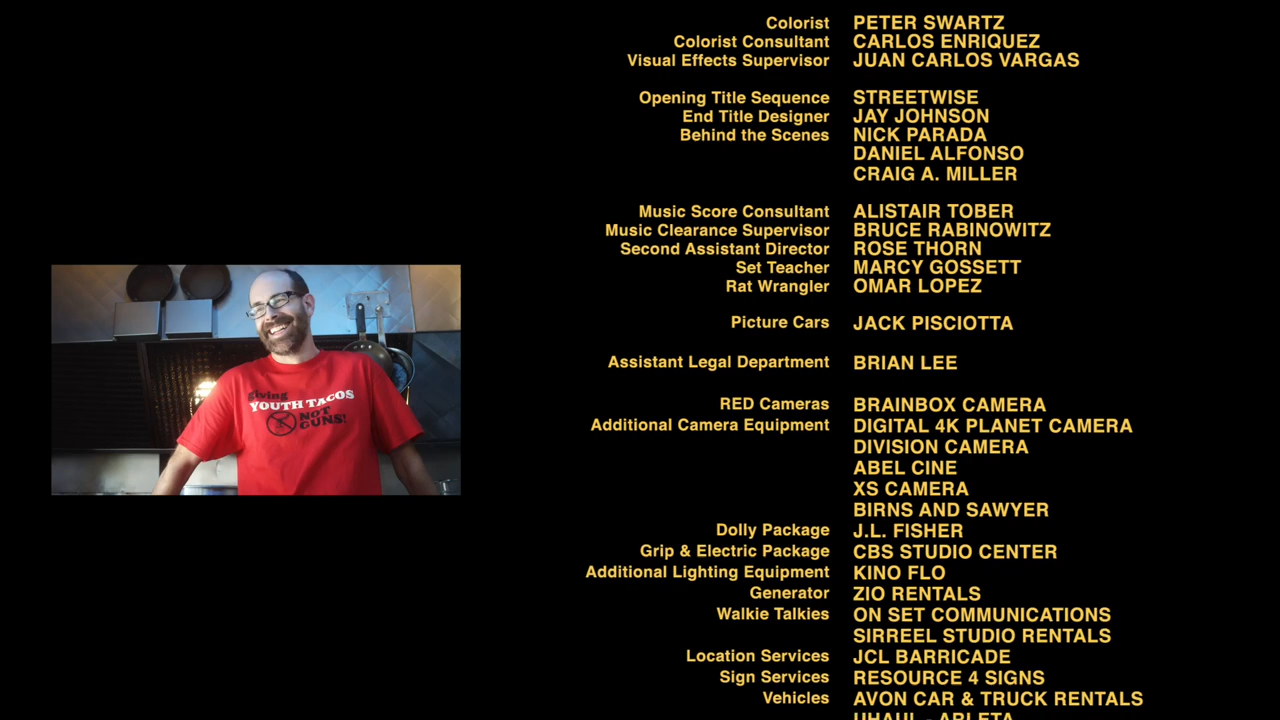 Colorist PETER SWARTZ
Colorist Consultant CARLOS ENRIQUEZ
Visual Effects Supervisor JUAN CARLOS VARGAS
Opening Title Sequence STREETWISE
End Title Designer JAY JOHNSON
Behind the Scenes NICK PARADA
DANIEL ALFONSO
CRAIG A. MILLER
Music Score Consultant ALISTAIR TOBER
Music Clearance Supervisor BRUCE RABINOWITZ
Second Assistant Director ROSE THORN
Set Teacher MARCY GOSSETT
Rat Wrangler OMAR LOPEZ
Picture Cars JACK PISCIOTTA
Assistant Legal Department BRIAN LEE
RED Cameras BRAINBOX CAMERA
Additional Camera Equipment DIGITAL 4K PLANET CAMERA
DIVISION CAMERA
ABEL CINE
XS CAMERA
BIRNS AND SAWYER
Dolly Package J.L. FISHER
Grip & Electric Package CBS STUDIO CENTER
Additional Lighting Equipment KINO FLO
Generator ZIO RENTALS
Walkie Talkies ON SET COMMUNICATIONS
SIRREEL STUDIO RENTALS
Location Services JCL BARRICADE
Sign Services RESOURCE 4 SIGNS
Vehicles AVON CAR & TRUCK RENTALS
UHAUL - ARLETA
giving
YOUTH TACOS
NOT
GUNS!